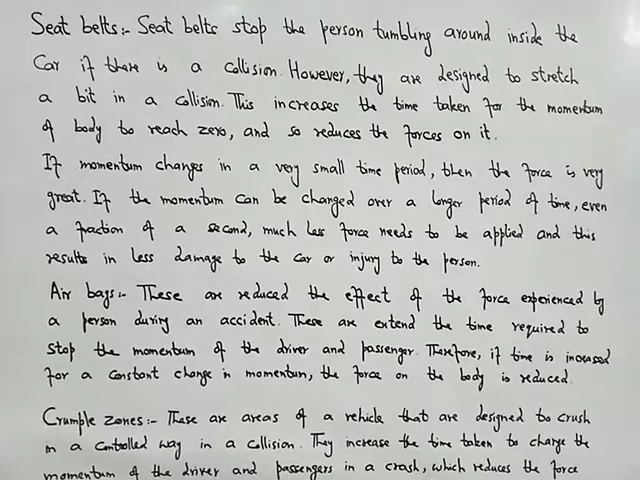 Seat belts:- Seat belts stop the person tumbling around inside the
Car if there is a collision. However, they are designed to stretch
a bit in a collision. This increases the time taken for the momentum
of body to reach zero, and so reduces the forces on it.
If momentum changes in a very small time period, then the force is very
great. If the momentum can be changed over a longer period of time, even
a fraction of a second, much less force needs to be applied and this
results in less damage to the car or injury to the person.
Air bags:- These are reduced the effect of the force experienced by
a person during an accident. These are extend the time required to
stop the momentum of the driver and passenger. Therefore, if time is increased
for a constant change in momentum, the force on the body is reduced.
Crumple zones:- These are areas of a vehicle that are designed to crush
in a controlled way in a collision. They increase the time taken to change the
momentum of the driver and passengers in a crash, which reduces the force